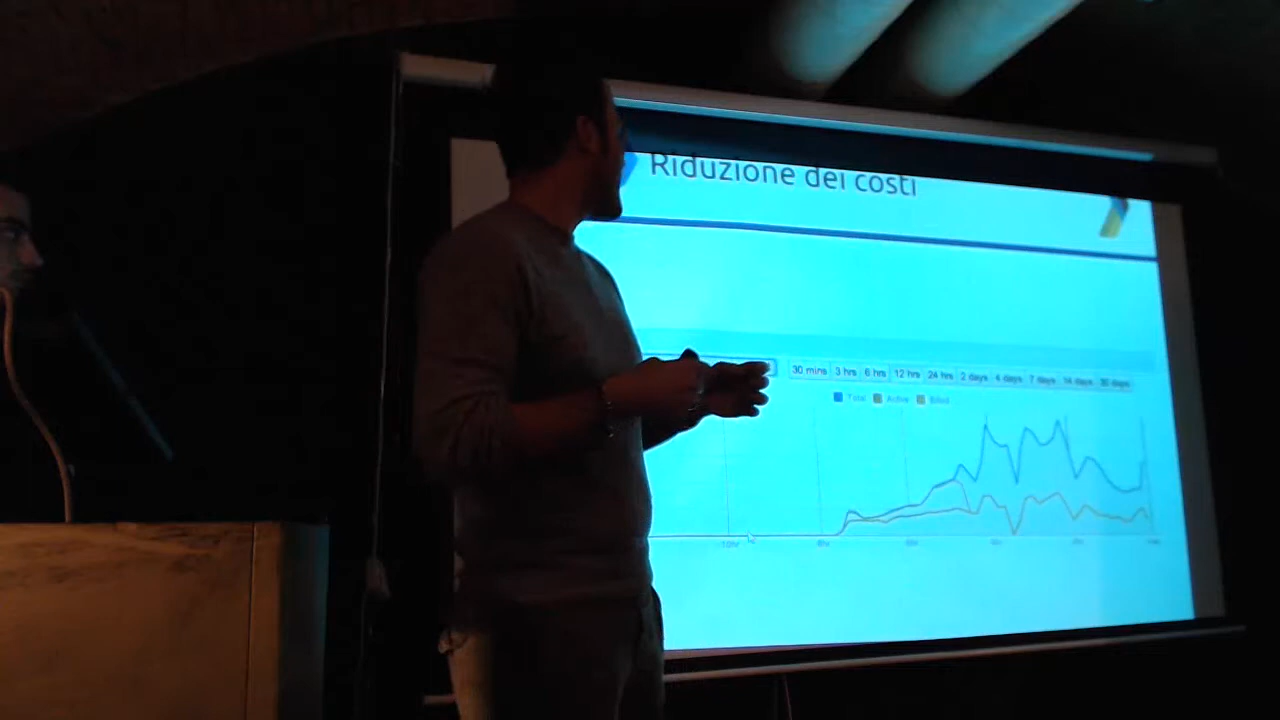 Riduzione dei costi
30 mins 3 hrs 6 hrs 12 hrs 24 hrs 2 days 4 days 7 days 14 days 30 days
Total Active Billed